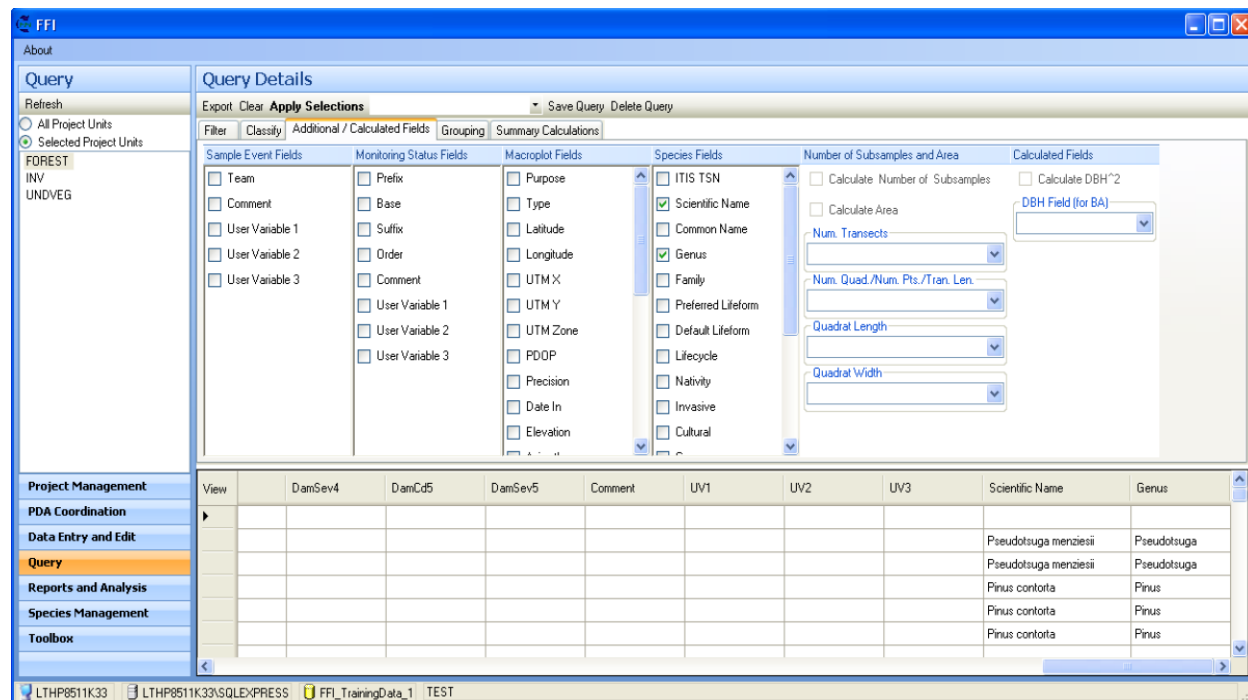 FFI
About
Query
Query Details
Refresh
Export Clear Apply Selections Save Query Delete Query
All Project Units
Selected Project Units
FOREST
INV
UNDVEG
Filter Classify Additional / Calculated Fields Grouping Summary Calculations
Sample Event Fields
Team
Comment
User Variable 1
User Variable 2
User Variable 3
Monitoring Status Fields
Prefix
Base
Suffix
Order
Comment
User Variable 1
User Variable 2
User Variable 3
Macroplot Fields
Purpose
Type
Latitude
Longitude
UTM X
UTM Y
UTM Zone
PDOP
Precision
Date In
Elevation
Species Fields
ITIS TSN
Scientific Name
Common Name
Genus
Family
Preferred Lifeform
Default Lifeform
Lifecycle
Nativity
Invasive
Cultural
Number of Subsamples and Area
Calculate Number of Subsamples
Calculate Area
Num. Transects
Num. Quad./Num. Pts./Tran. Len.
Quadrat Length
Quadrat Width
Calculated Fields
Calculate DBH^2
DBH Field (for BA)
Project Management
PDA Coordination
Data Entry and Edit
Query
Reports and Analysis
Species Management
Toolbox
View DamSev4 DamCd5 DamSev5 Comment UV1 UV2 UV3 Scientific Name Genus
Pseudotsuga menziesii Pseudotsuga
Pseudotsuga menziesii Pseudotsuga
Pinus contorta Pinus
Pinus contorta Pinus
Pinus contorta Pinus
LTHP8511K33 LTHP8511K33\SQLEXPRESS FFI_TrainingData_1 TEST